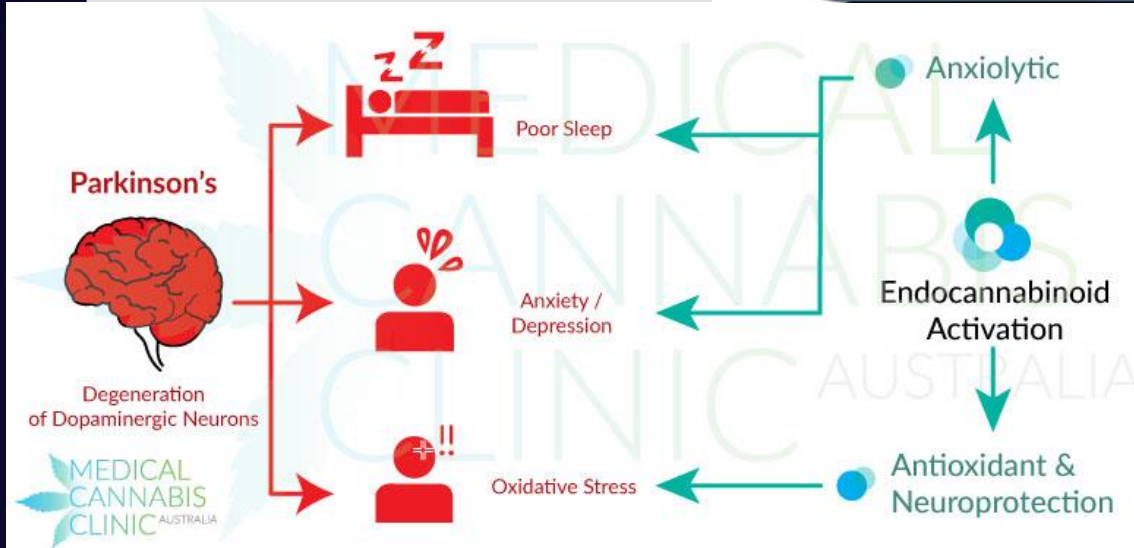 MEDICAL
CANNABIS
CLINIC
AUSTRALIA
Z Z
Poor Sleep
Anxiolytic
Parkinson's
Anxiety /
Depression
Endocannabinoid
Activation
Degeneration
of Dopaminergic Neurons
!!
Oxidative Stress
Antioxidant &
Neuroprotection
MEDICAL
CANNABIS
CLINIC AUSTRALIA